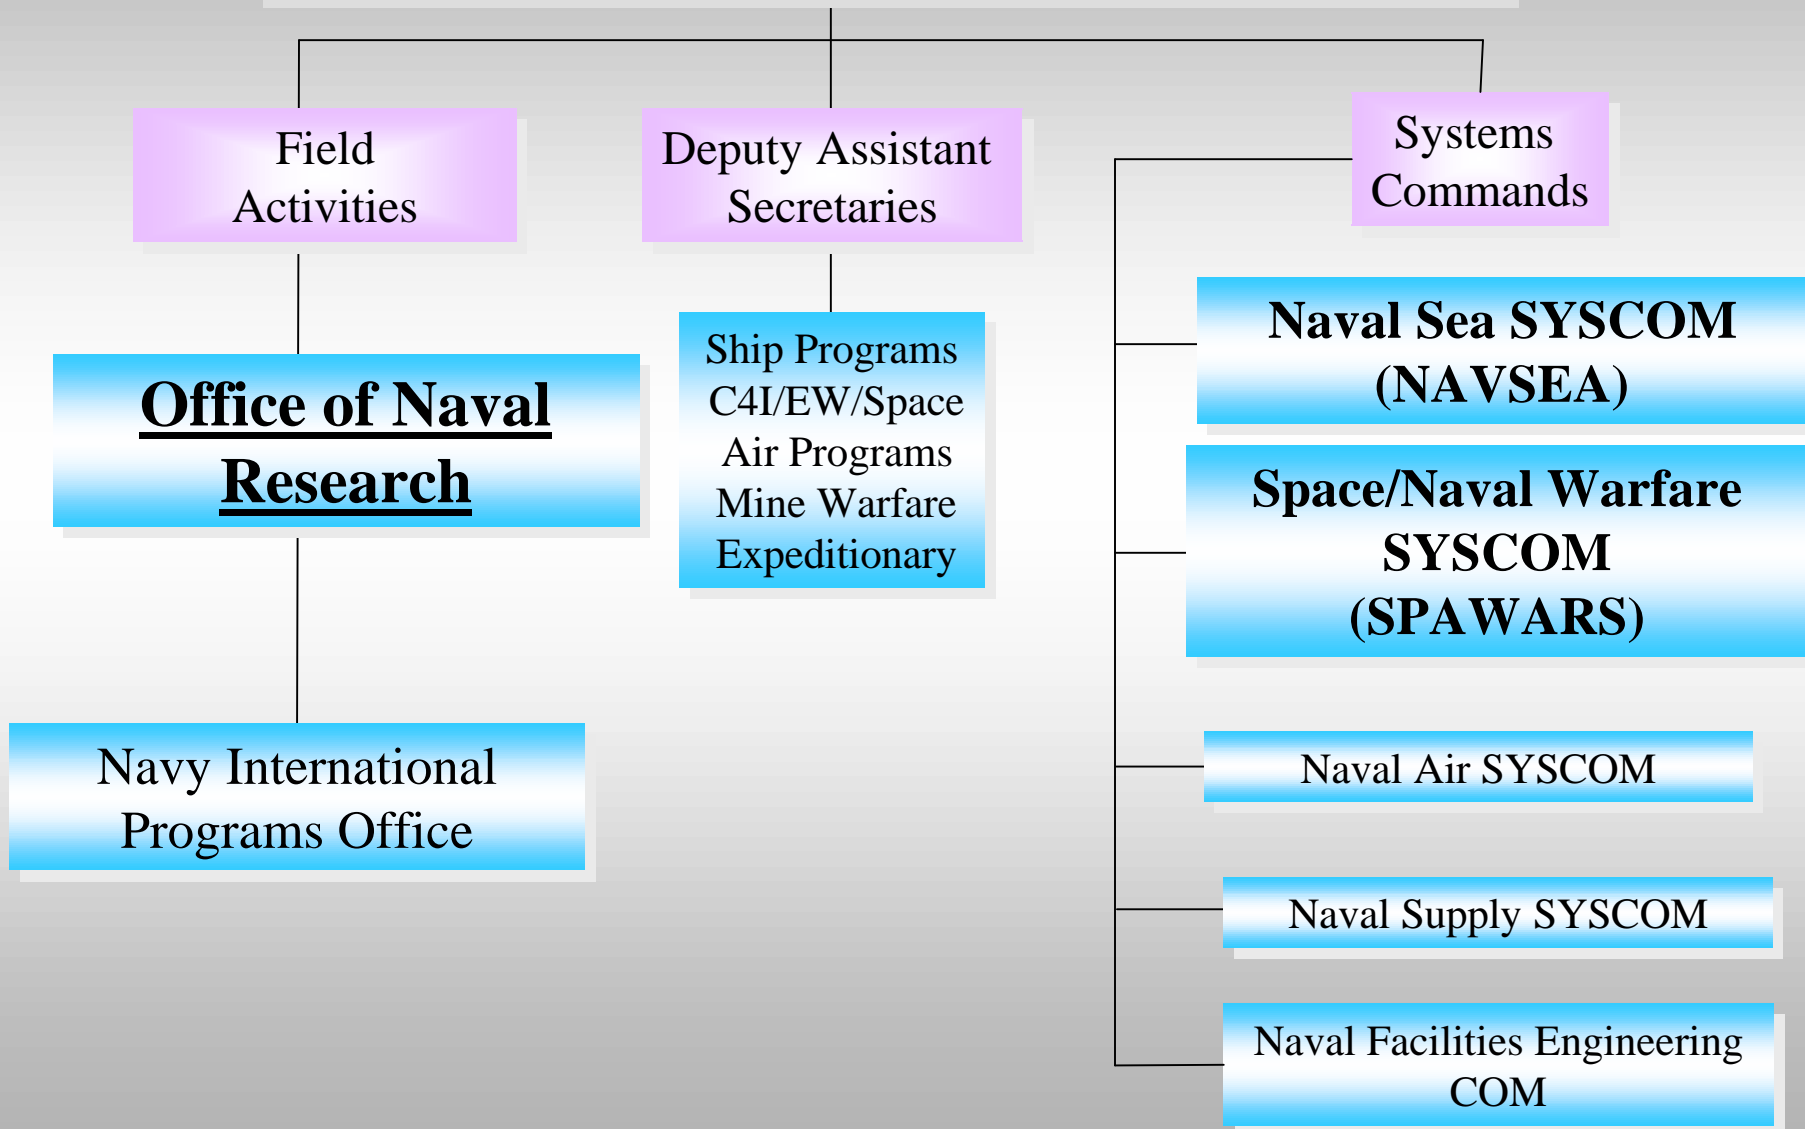 Field
Activities
Office of Naval
Research
Navy International
Programs Office
Deputy Assistant
Secretaries
Ship Programs
C4I/EW/Space
Air Programs
Mine Warfare
Expeditionary
Systems
Commands
Naval Sea SYSCOM
(NAVSEA)
Space/Naval Warfare
SYSCOM
(SPAWARS)
Naval Air SYSCOM
Naval Supply SYSCOM
Naval Facilities Engineering
COM